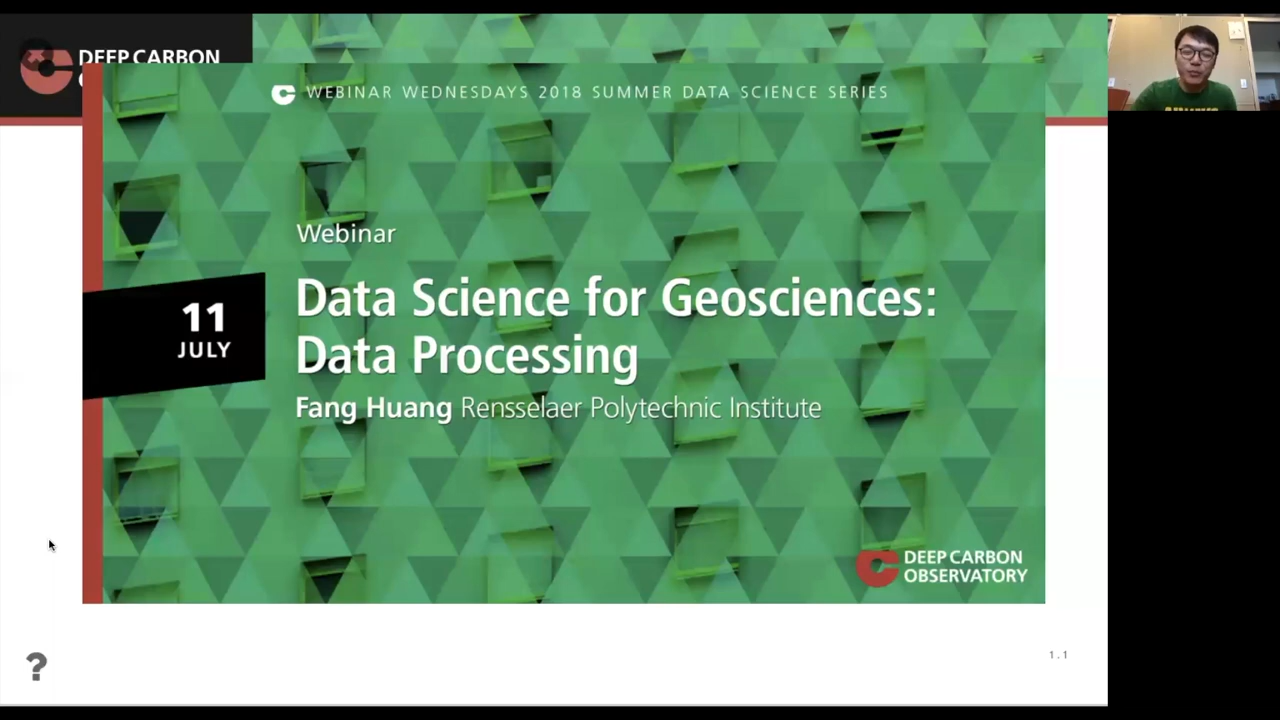 DEEP CARBON
WEBINAR WEDNESDAYS 2018 SUMMER DATA SCIENCE SERIES
Webinar
11
JULY
Data Science for Geosciences:
Data Processing
Fang Huang Rensselaer Polytechnic Institute
DEEP CARBON
OBSERVATORY
?
1.1